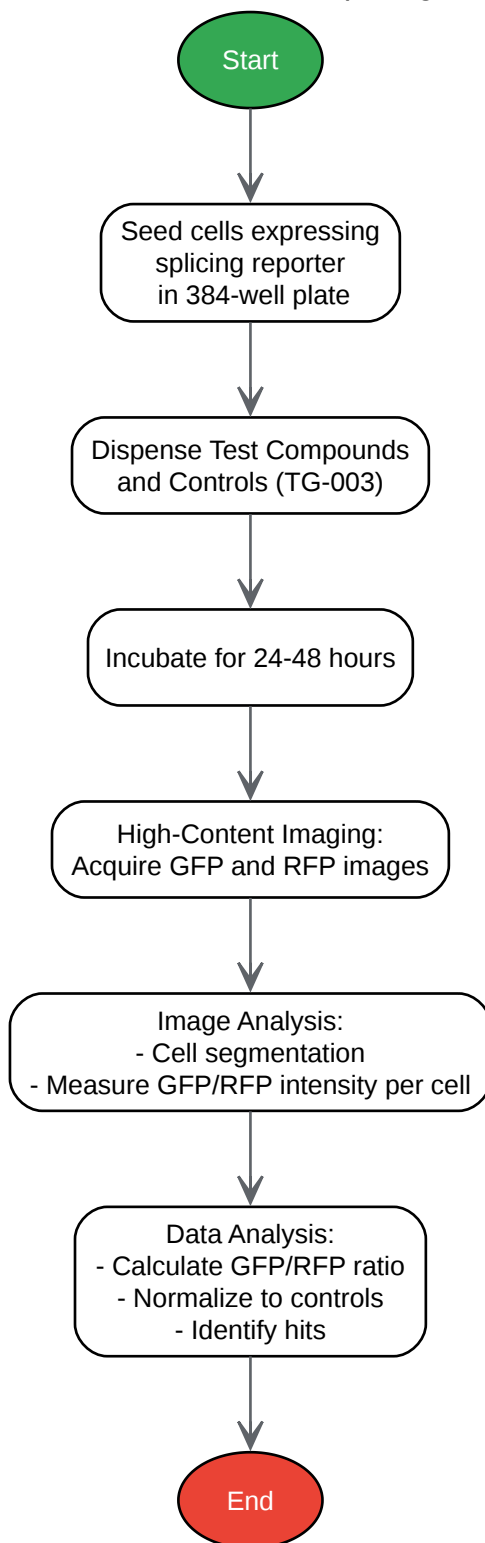 Start
Seed cells expressing
splicing reporter
in 384-well plate
Dispense Test Compounds
and Controls (TG-003)
Incubate for 24-48 hours
High-Content Imaging:
Acquire GFP and RFP images
Image Analysis:
- Cell segmentation
- Measure GFP/RFP intensity per cell
Data Analysis:
- Calculate GFP/RFP ratio
- Normalize to controls
- Identify hits
End